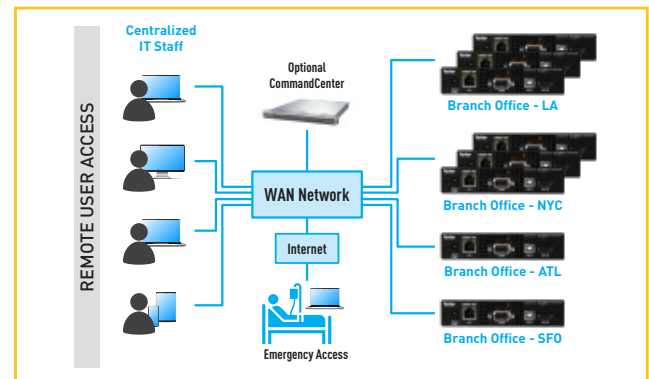 REMOTE USER ACCESS
Centralized
IT Staff
Optional
CommandCenter
WAN Network
Internet
Emergency Access
Branch Office - LA
Branch Office - NYC
Branch Office - ATL
Branch Office - SFO